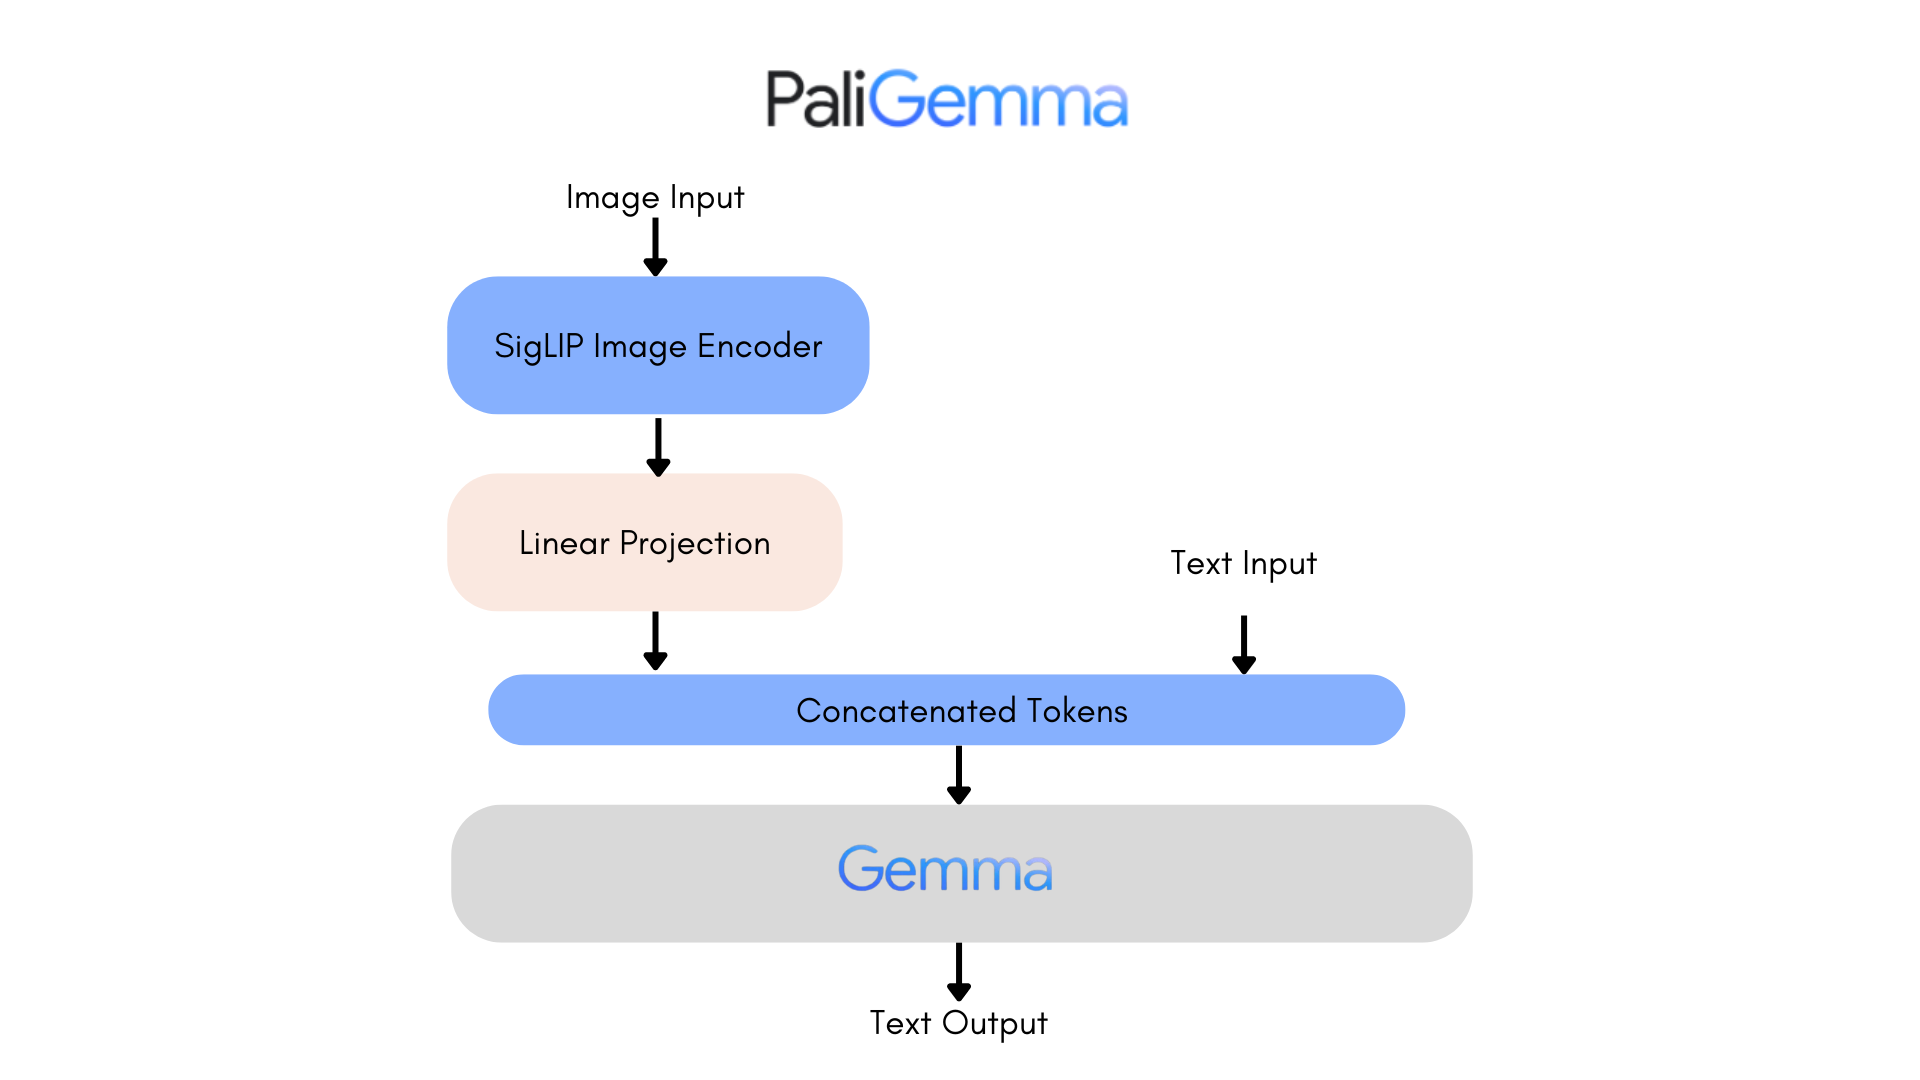 PaliGemma
Image Input
SigLIP Image Encoder
Linear Projection
Text Input
Concatenated Tokens
Gemma
Text Output